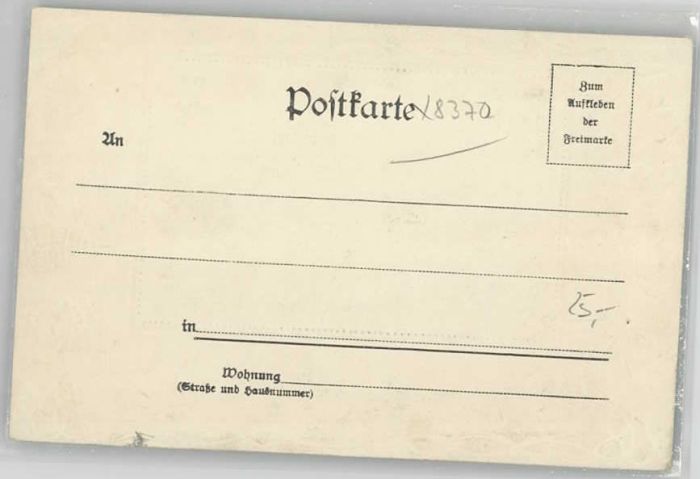 Postkarte X8370
Zum
Aufkleben
der
Freimarke
An
25,-
in
Wohnung
(Straße und Hausnummer)